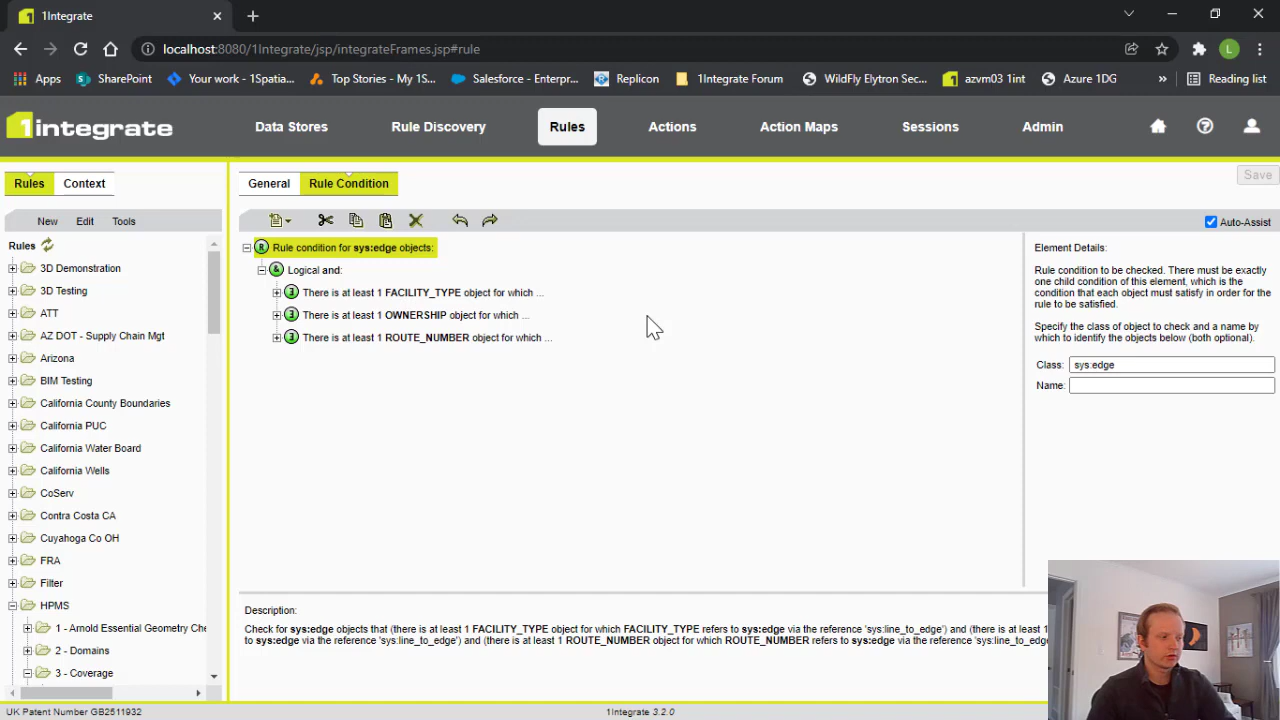 1Integrate
localhost:8080/1Integrate/jsp/integrateFrames.jsp#rule
L
Apps
SharePoint
Your work - 1Spatia...
Top Stories - My 1S...
Salesforce - Enterpr...
Replicon
1Integrate Forum
WildFly Elytron Sec...
azvm03 1int
Azure 1DG
»
Reading list
1integrate
Data Stores
Rule Discovery
Rules
Actions
Action Maps
Sessions
Admin
Rules
Context
General
Rule Condition
Save
New
Edit
Tools
Auto-Assist
Rules
3D Demonstration
3D Testing
ATT
AZ DOT - Supply Chain Mgt
Arizona
BIM Testing
California County Boundaries
California PUC
California Water Board
California Wells
CoServ
Contra Costa CA
Cuyahoga Co OH
FRA
Filter
HPMS
1 - Arnold Essential Geometry Che
2 - Domains
3 - Coverage
Rule condition for sys:edge objects:
Logical and:
There is at least 1 FACILITY_TYPE object for which ...
There is at least 1 OWNERSHIP object for which ...
There is at least 1 ROUTE_NUMBER object for which ...
Element Details:
Rule condition to be checked. There must be exactly
one child condition of this element, which is the
condition that each object must satisfy in order for the
rule to be satisfied.
Specify the class of object to check and a name by
which to identify the objects below (both optional).
Class: sys:edge
Name:
Description:
Check for sys:edge objects that (there is at least 1 FACILITY_TYPE object for which FACILITY_TYPE refers to sys:edge via the reference 'sys:line_to_edge') and (there is at least 1
to sys:edge via the reference 'sys:line_to_edge') and (there is at least 1 ROUTE_NUMBER object for which ROUTE_NUMBER refers to sys:edge via the reference 'sys:line_to_edge
UK Patent Number GB2511932
1Integrate 3.2.0